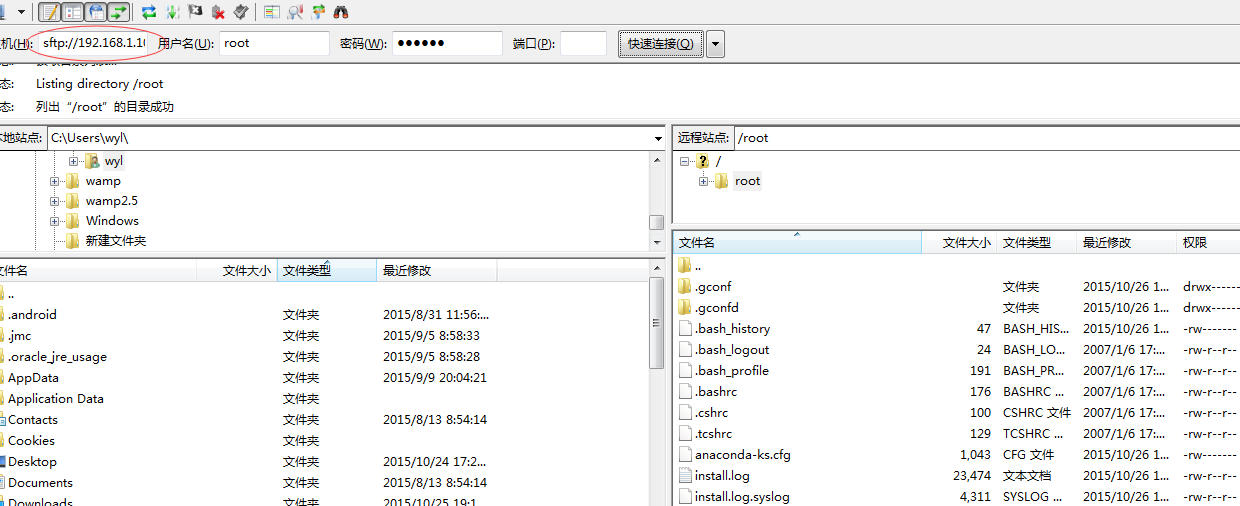 机(H): sftp://192.168.1.10 用户名(U): root 密码(W): ●●●●●● 端口(P): 快速连接(Q)
态: Listing directory /root
态: 列出“/root”的目录成功
本地站点: C:\Users\wyl\
wyl
wamp
wamp2.5
Windows
新建文件夹
文件名 文件大小 文件类型 最近修改
..
.android 文件夹 2015/8/31 11:56:...
.jmc 文件夹 2015/9/5 8:58:33
.oracle_jre_usage 文件夹 2015/9/5 8:58:28
AppData 文件夹 2015/9/9 20:04:21
Application Data 文件夹
Contacts 文件夹 2015/8/13 8:54:14
Cookies 文件夹
Desktop 文件夹 2015/10/24 17:2...
Documents 文件夹 2015/8/13 8:54:14
Downloads 文件夹 2015/10/25 19:1...
远程站点: /root
/
root
文件名 文件大小 文件类型 最近修改 权限
..
.gconf 文件夹 2015/10/26 1... drwx------
.gconfd 文件夹 2015/10/26 1... drwx------
.bash_history 47 BASH_HIS... 2015/10/26 1... -rw-------
.bash_logout 24 BASH_LO... 2007/1/6 17:... -rw-r--r--
.bash_profile 191 BASH_PR... 2007/1/6 17:... -rw-r--r--
.bashrc 176 BASHRC ... 2007/1/6 17:... -rw-r--r--
.cshrc 100 CSHRC 文件 2007/1/6 17:... -rw-r--r--
.tcshrc 129 TCSHRC ... 2007/1/6 17:... -rw-r--r--
anaconda-ks.cfg 1,043 CFG 文件 2015/10/26 1... -rw-------
install.log 23,474 文本文档 2015/10/26 1... -rw-r--r--
install.log.syslog 4,311 SYSLOG ... 2015/10/26 1... -rw-r--r--